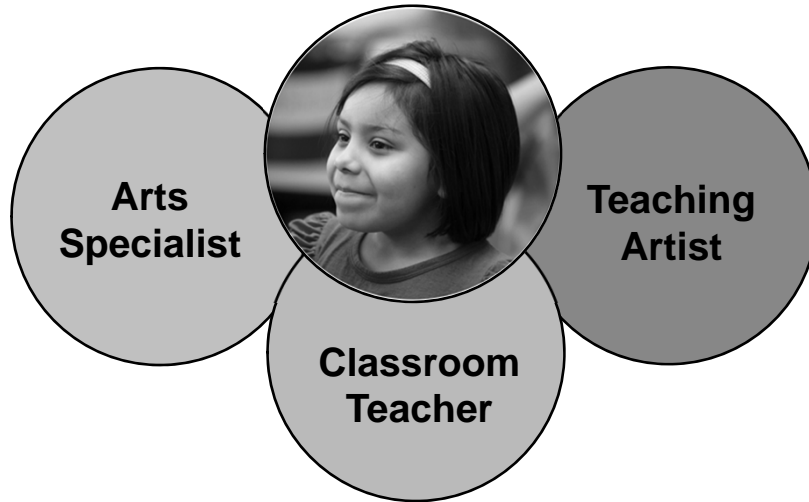 Arts
Specialist
Teaching
Artist
Classroom
Teacher